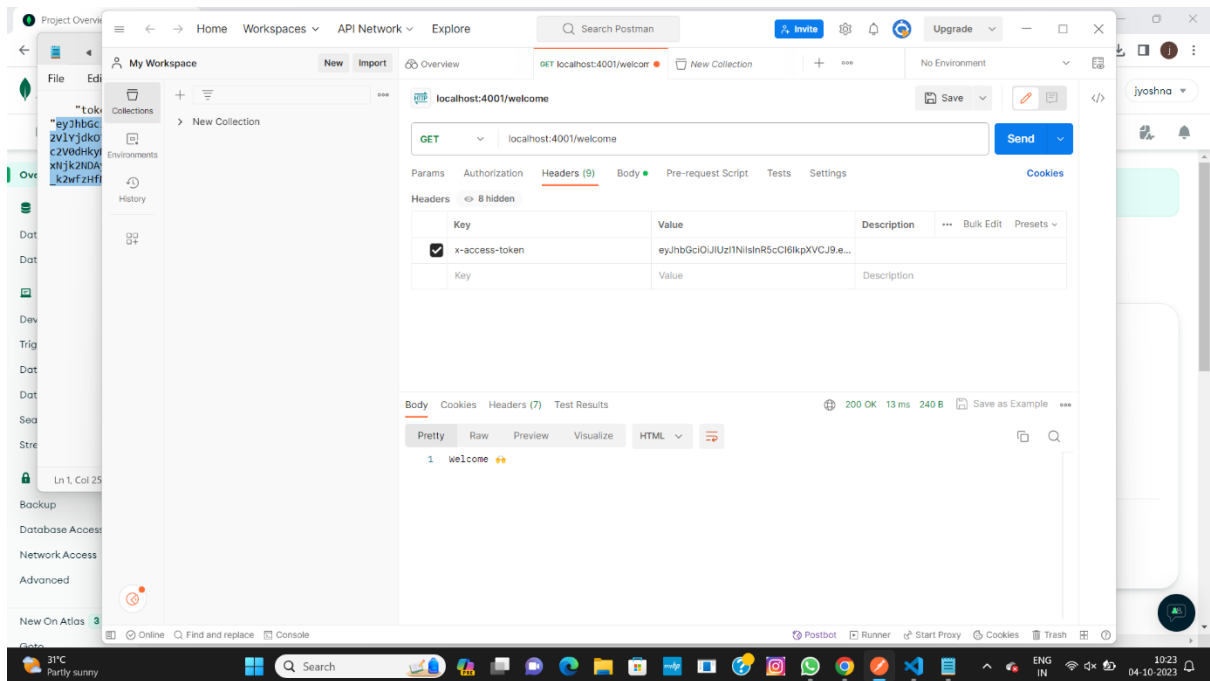 Project Overvie
Home Workspaces API Network Explore
Search Postman
Invite
Upgrade
My Workspace
New Import
Overview
GET localhost:4001/welcom
New Collection
No Environment
File Edi
jyoshna
"tok
"eyJhbGc
2VlYjdkO
c2V0dHky
xNjk2NDA
_k2wfzHf
Collections
New Collection
HTTP localhost:4001/welcome
Save
GET localhost:4001/welcome
Send
Environments
History
Params Authorization Headers (9) Body Pre-request Script Tests Settings
Cookies
Headers 8 hidden
Key Value Description Bulk Edit Presets
x-access-token eyJhbGciOiJIUzI1NiIsInR5cCI6IkpXVCJ9.e...
Key Value Description
Ove
Dat
Dat
Dev
Trig
Dat
Dat
Sea
Stre
Body Cookies Headers (7) Test Results
200 OK 13 ms 240 B Save as Example
Pretty Raw Preview Visualize HTML
1 Welcome 🙌
Ln 1, Col 25
Backup
Database Access
Network Access
Advanced
New On Atlas 3
Goto
Online Find and replace Console
Postbot Runner Start Proxy Cookies Trash
31°C
Partly sunny
Search
ENG
IN
10:23
04-10-2023